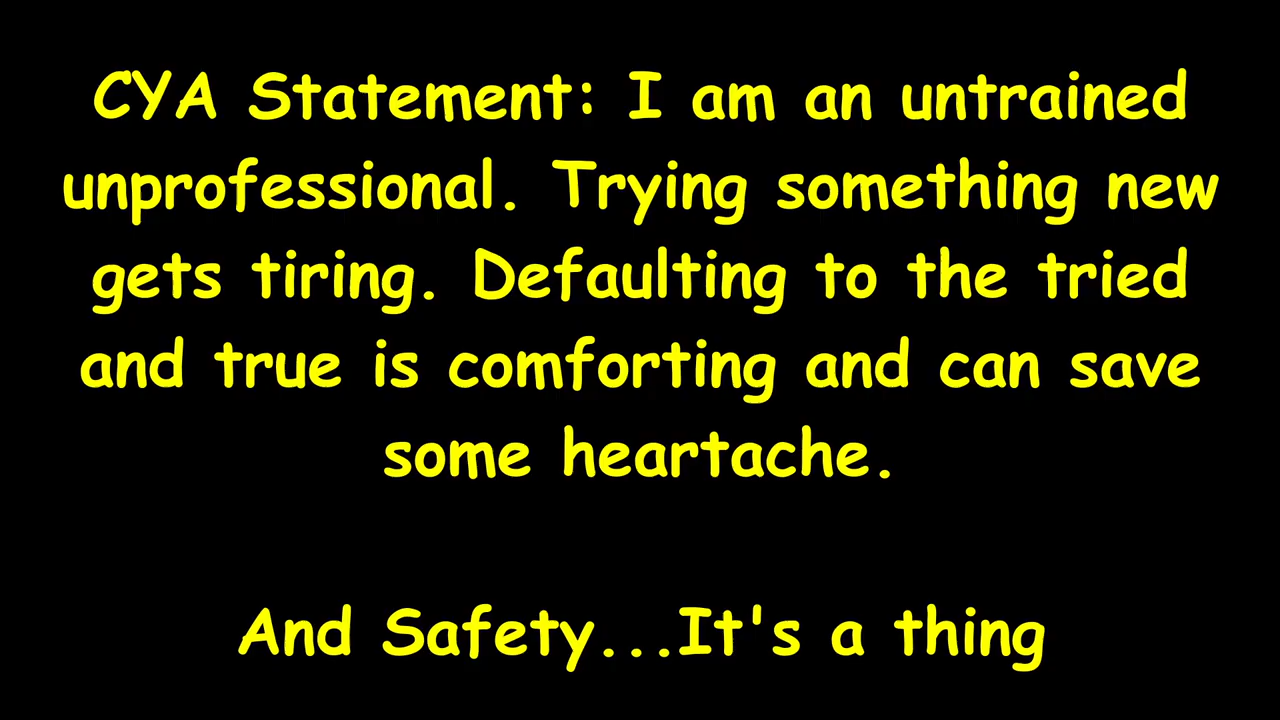 CYA Statement: I am an untrained
unprofessional. Trying something new
gets tiring. Defaulting to the tried
and true is comforting and can save
some heartache.
And Safety...It's a thing